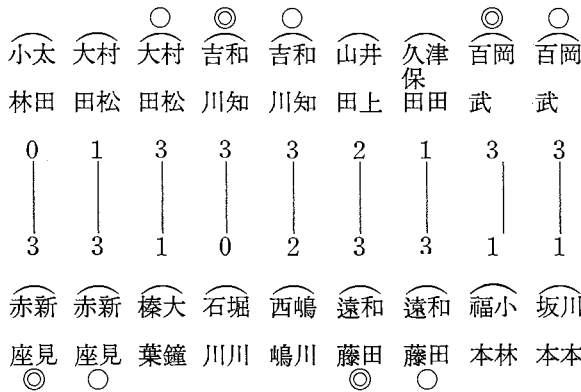 ○ 岡 百武 3 — 1 川本 坂本
◎ 岡 百武 3 — 1 小林 福本
津田 久保田 1 — 3 和田 遠藤 ○
井上 山田 2 — 3 和田 遠藤 ◎
○ 和知 吉川 3 — 2 嶋川 西嶋
◎ 和知 吉川 3 — 0 堀川 石川
○ 村松 大田 3 — 1 大鐘 榛葉
村松 大田 1 — 3 新見 赤座 ○
太田 小林 0 — 3 新見 赤座 ◎